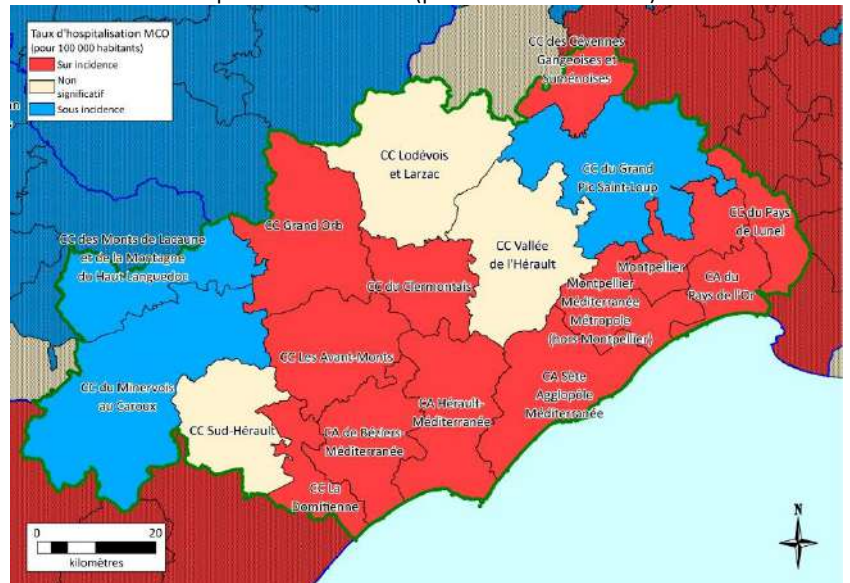 Taux d'hospitalisation MCO
(pour 100 000 habitants)
Sur incidence
Non
significatif
Sous incidence
CC des Cévennes
Gangeoises et
Suménoises
CC Lodévois
et Larzac
CC du Grand
Pic Saint-Loup
CC Grand Orb
CC du Pays
de Lunel
CC des Monts de Lacaune
et de la Montagne
du Haut Languedoc
CC Vallée
de l'Hérault
Montpellier
CC du Clermontais
Montpellier
Méditerranée
Métropole
(hors Montpellier)
CA du
Pays de l'Or
CC Les Avant-Monts
CC du Minervois
au Caroux
CA Sète
Agglopôle
Méditerranée
CA Hérault-
Méditerranée
CC Sud-Hérault
CA de Béziers-
Méditerranée
CC La
Domitienne
0
20
kilomètres
N